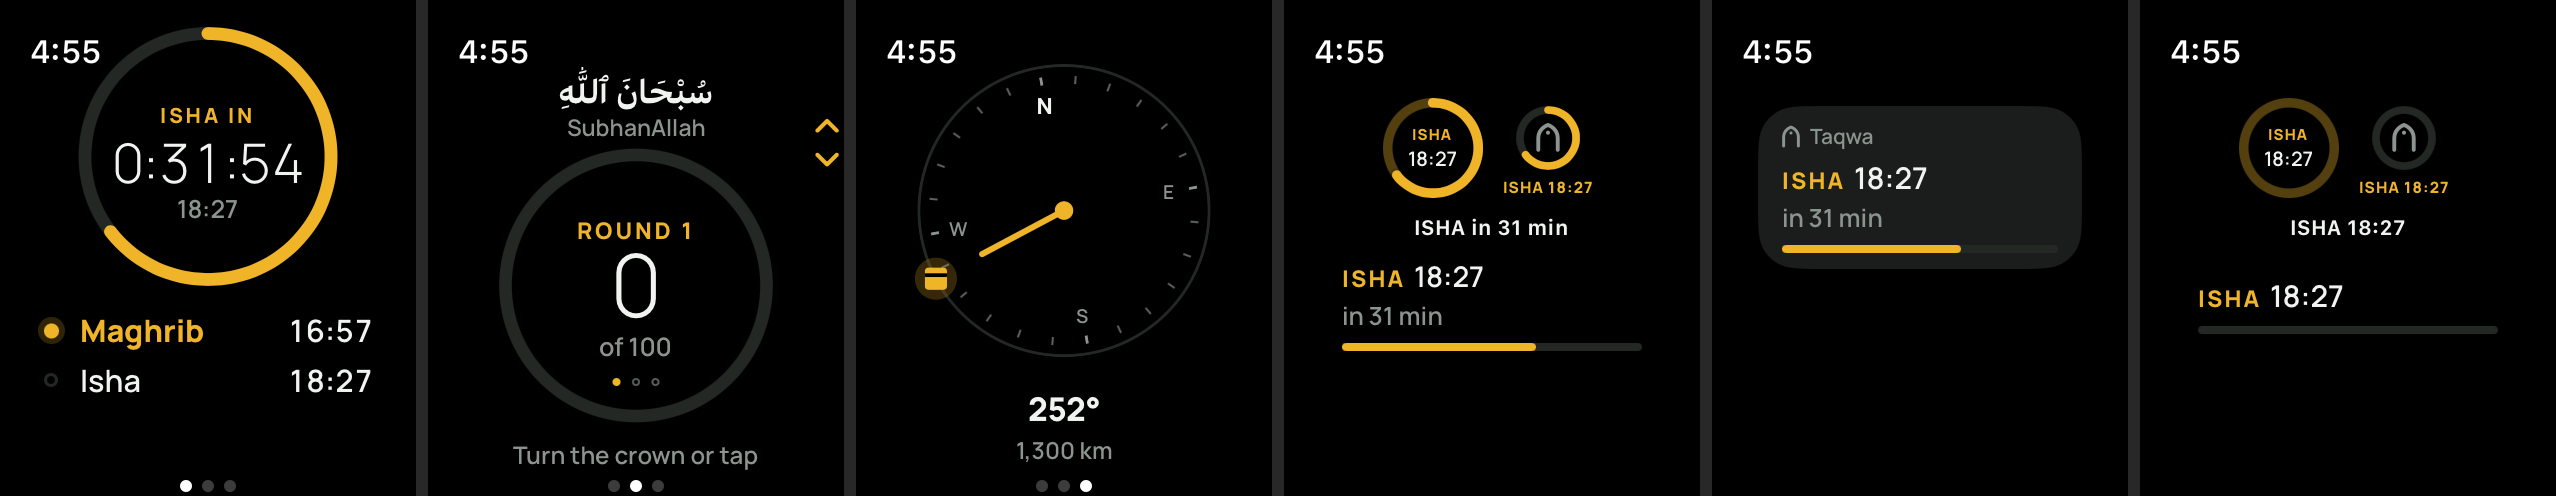 4:55
ISHA IN
0:31:54
18:27
Maghrib 16:57
Isha 18:27
4:55
سُبْحَانَ ٱللَّٰهِ
SubhanAllah
ROUND 1
0
of 100
Turn the crown or tap
4:55
N
E
W
S
252°
1,300 km
4:55
ISHA
18:27
ISHA 18:27
ISHA in 31 min
ISHA 18:27
in 31 min
4:55
Taqwa
ISHA 18:27
in 31 min
4:55
ISHA
18:27
ISHA 18:27
ISHA 18:27
ISHA 18:27